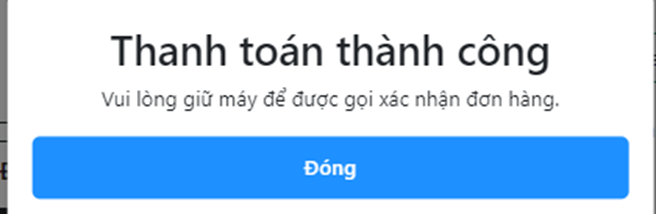 Thanh toán thành công
Vui lòng giữ máy để được gọi xác nhận đơn hàng.
Đóng